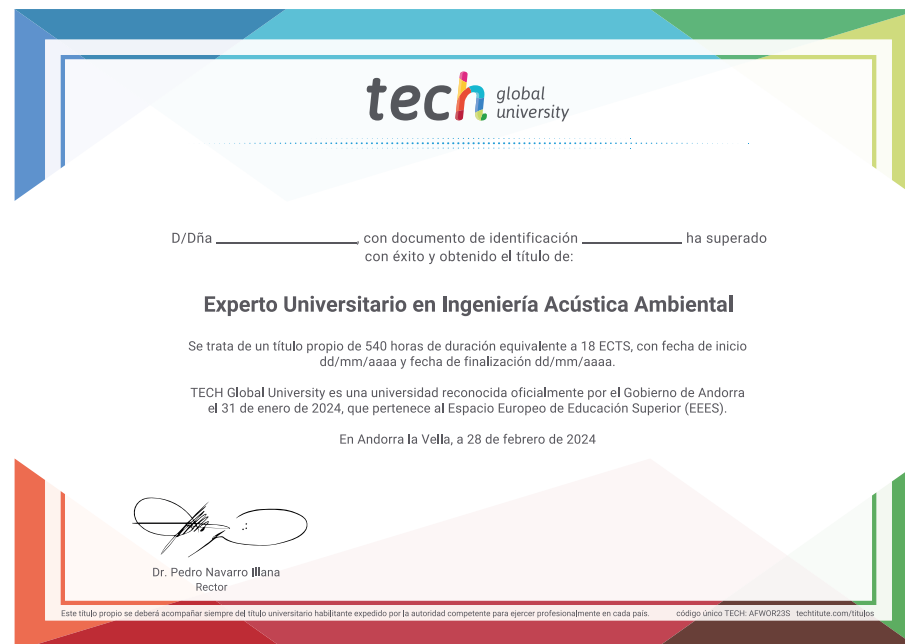 tech global university
D/Dña ____________________, con documento de identificación ______________ ha superado
con éxito y obtenido el título de:
Experto Universitario en Ingeniería Acústica Ambiental
Se trata de un título propio de 540 horas de duración equivalente a 18 ECTS, con fecha de inicio
dd/mm/aaaa y fecha de finalización dd/mm/aaaa.
TECH Global University es una universidad reconocida oficialmente por el Gobierno de Andorra
el 31 de enero de 2024, que pertenece al Espacio Europeo de Educación Superior (EEES).
En Andorra la Vella, a 28 de febrero de 2024
Dr. Pedro Navarro Illana
Rector
Este título propio se deberá acompañar siempre del título universitario habilitante expedido por la autoridad competente para ejercer profesionalmente en cada país. código único TECH: AFWOR23S techtitute.com/titulos